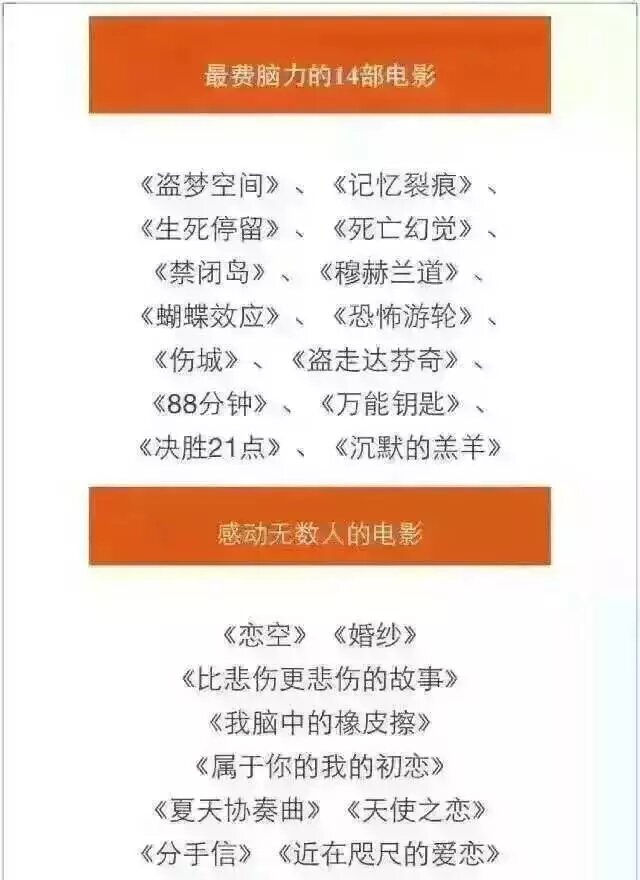 最费脑力的14部电影
《盗梦空间》、《记忆裂痕》、
《生死停留》、《死亡幻觉》、
《禁闭岛》、《穆赫兰道》、
《蝴蝶效应》、《恐怖游轮》、
《伤城》、《盗走达芬奇》、
《88分钟》、《万能钥匙》、
《决胜21点》、《沉默的羔羊》
感动无数人的电影
《恋空》《婚纱》
《比悲伤更悲伤的故事》
《我脑中的橡皮擦》
《属于你的我的初恋》
《夏天协奏曲》《天使之恋》
《分手信》《近在咫尺的爱恋》